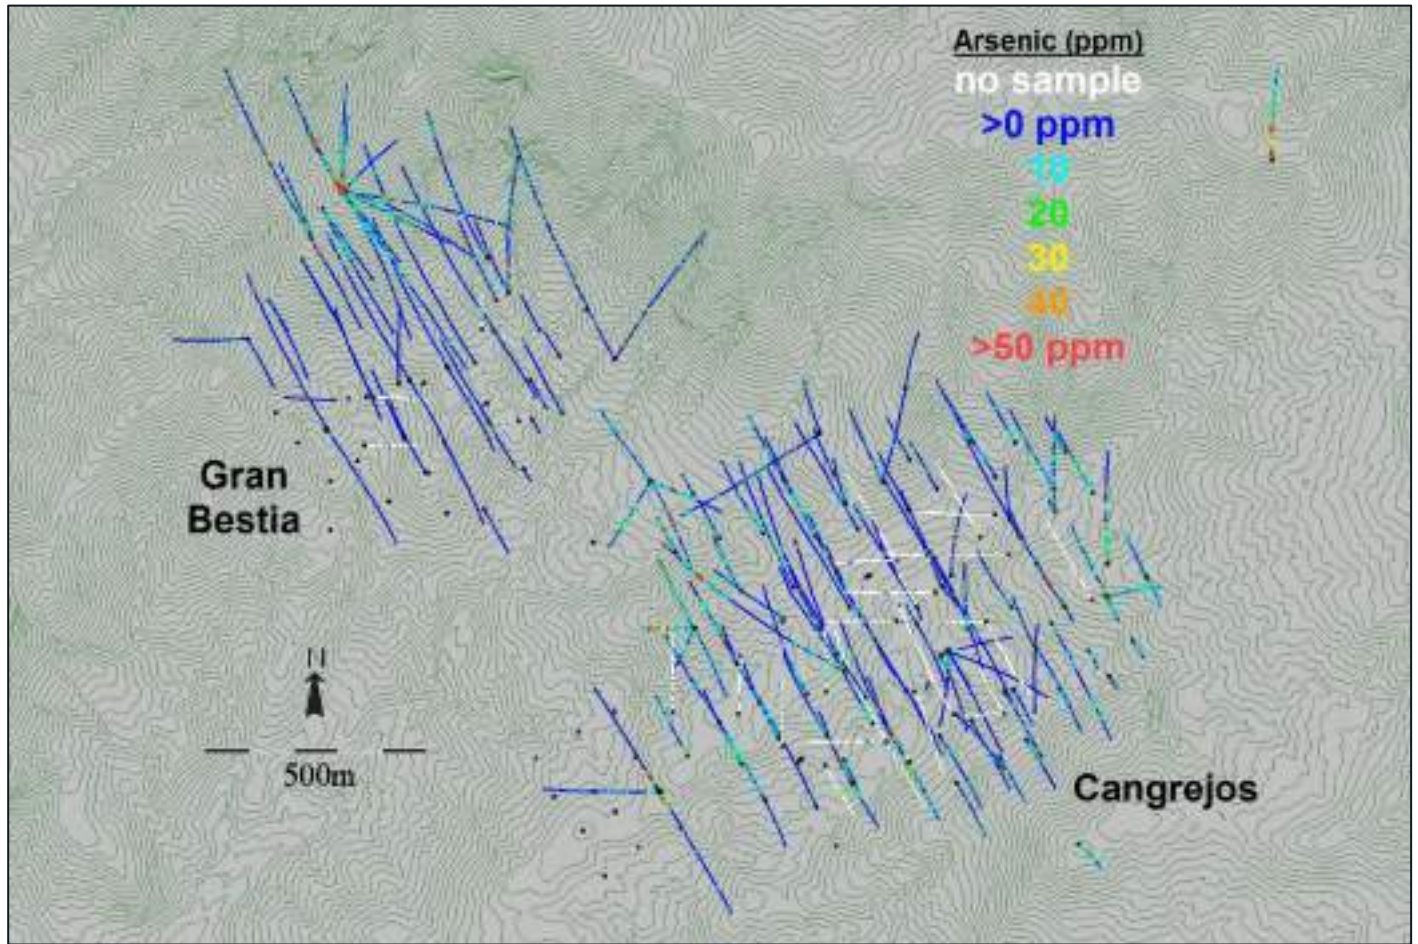 Arsenic (ppm)
no sample
>0 ppm
10
20
30
40
>50 ppm
Gran
Bestia
N
500m
Cangrejos